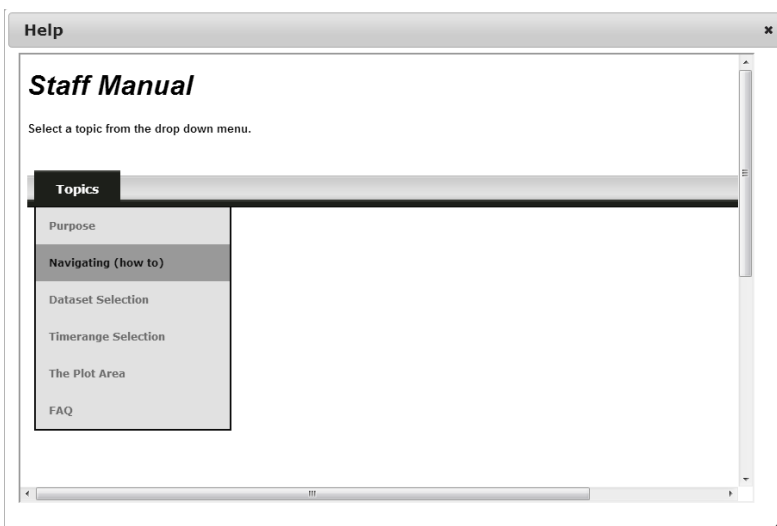 Help
Staff Manual
Select a topic from the drop down menu.
Topics
Purpose
Navigating (how to)
Dataset Selection
Timerange Selection
The Plot Area
FAQ